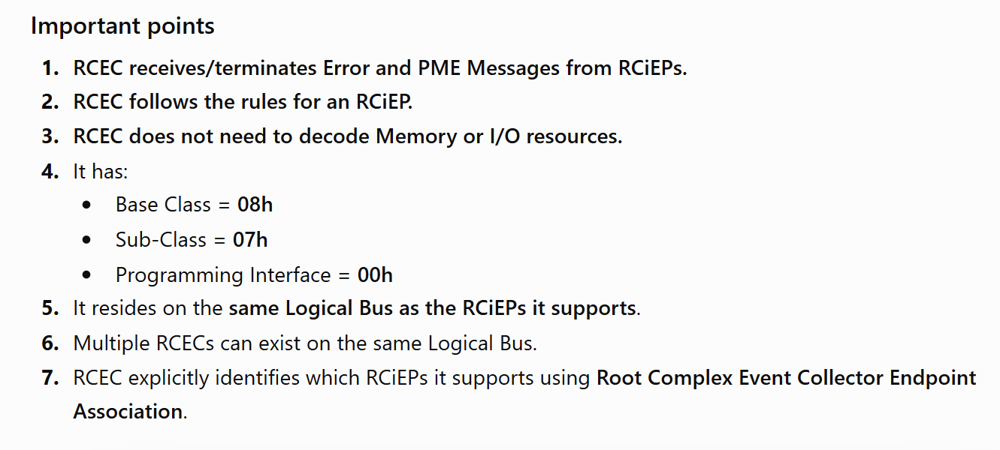 Important points
1. RCEC receives/terminates Error and PME Messages from RCiEPs.
2. RCEC follows the rules for an RCiEP.
3. RCEC does not need to decode Memory or I/O resources.
4. It has:
• Base Class = 08h
• Sub-Class = 07h
• Programming Interface = 00h
5. It resides on the same Logical Bus as the RCiEPs it supports.
6. Multiple RCECs can exist on the same Logical Bus.
7. RCEC explicitly identifies which RCiEPs it supports using Root Complex Event Collector Endpoint
Association.